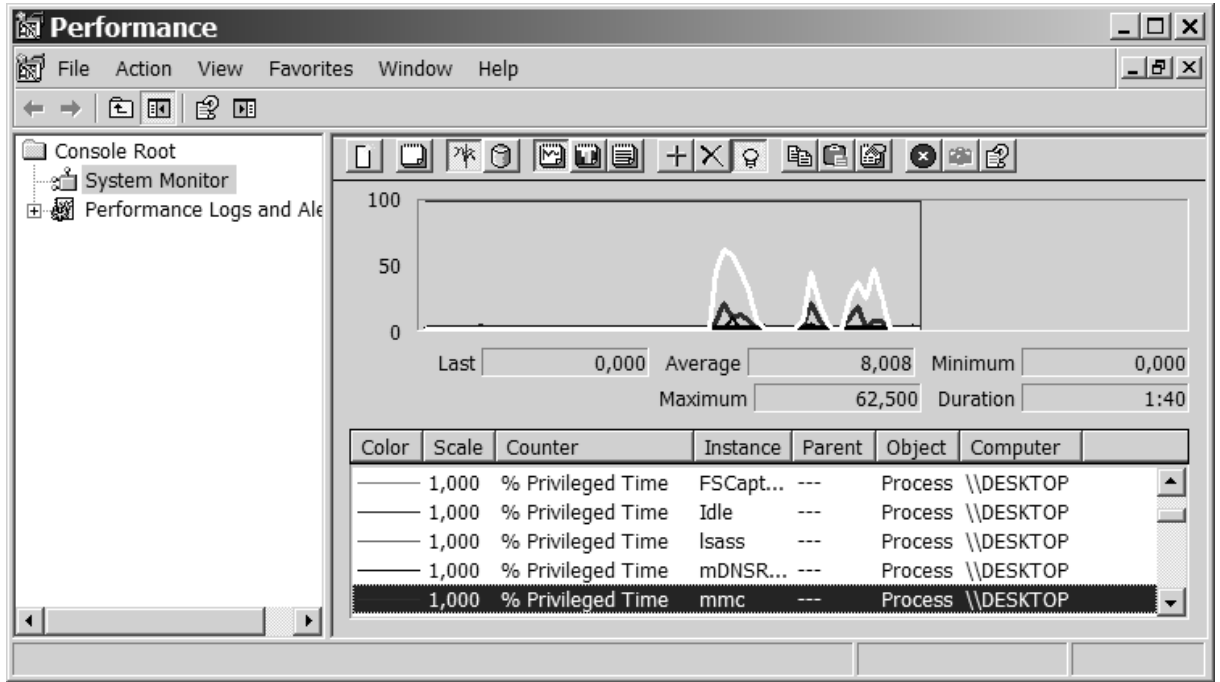 Performance
File Action View Favorites Window Help
Console Root
System Monitor
Performance Logs and Ale
100
50
0
Last 0,000 Average 8,008 Minimum 0,000
Maximum 62,500 Duration 1:40
Color Scale Counter Instance Parent Object Computer
1,000 % Privileged Time FSCapt... --- Process \\DESKTOP
1,000 % Privileged Time Idle --- Process \\DESKTOP
1,000 % Privileged Time lsass --- Process \\DESKTOP
1,000 % Privileged Time mDNSR... --- Process \\DESKTOP
1,000 % Privileged Time mmc --- Process \\DESKTOP